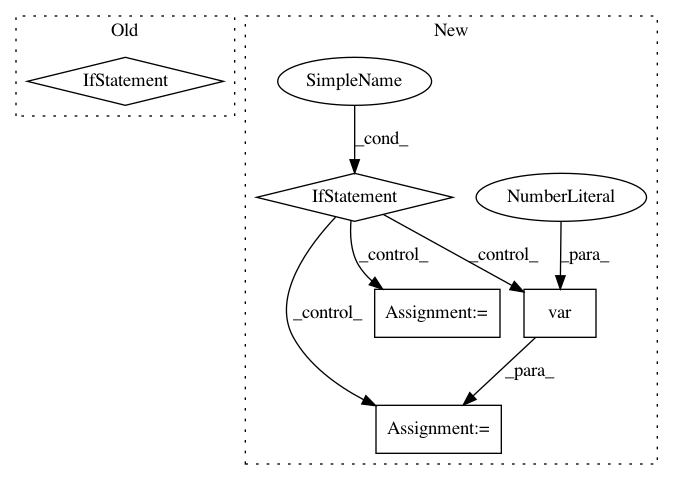 Old
New
IfStatement
SimpleName
_cond_
IfStatement
NumberLiteral
_control_
_control_
_para_
_control_
Assignment:=
var
_para_
Assignment:=